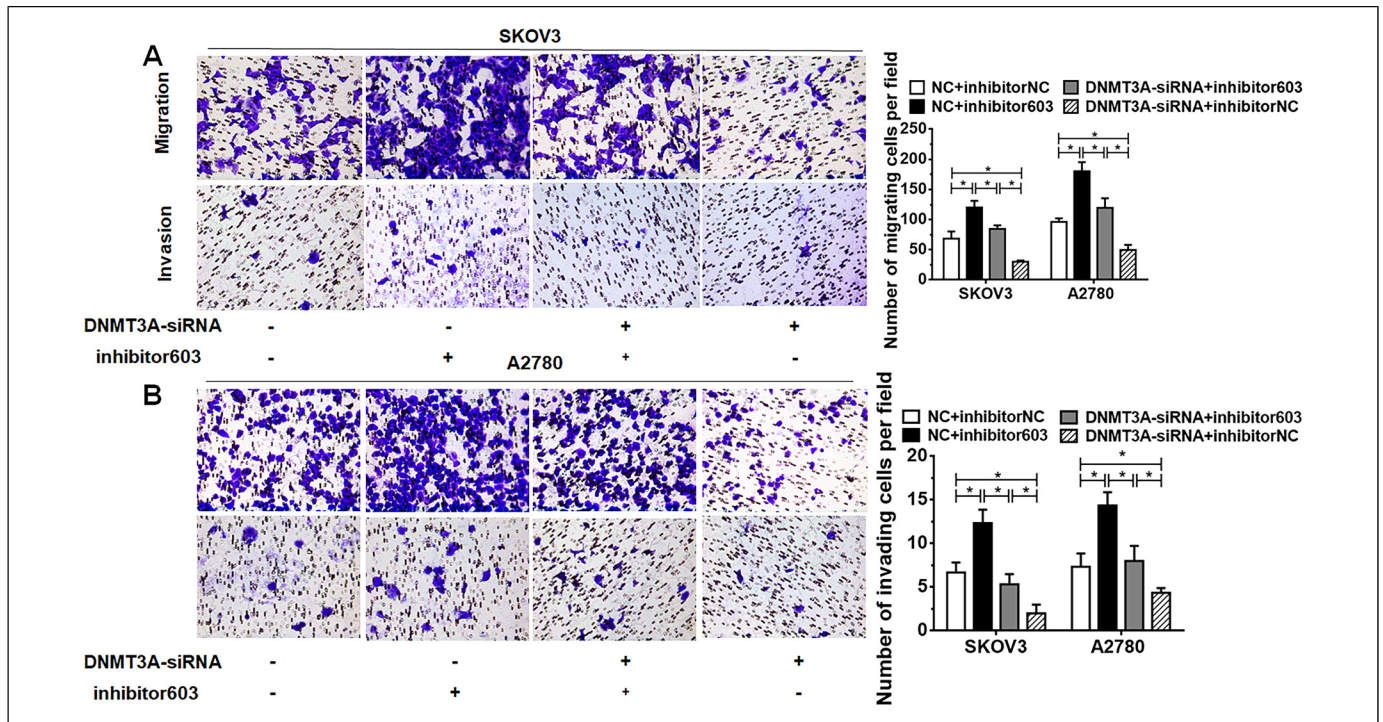 A
SKOV3
Migration
Invasion
DNMT3A-siRNA - - + +
inhibitor603 - + + -
Number of migrating cells per field
NC+inhibitorNC DNMT3A-siRNA+inhibitor603
NC+inhibitor603 DNMT3A-siRNA+inhibitorNC
250
200
150
100
50
0
* * * *
* * * *
SKOV3 A2780
A2780
B
DNMT3A-siRNA - - + +
inhibitor603 - + + -
Number of invading cells per field
NC+inhibitorNC DNMT3A-siRNA+inhibitor603
NC+inhibitor603 DNMT3A-siRNA+inhibitorNC
20
15
10
5
0
* * * *
* * * *
SKOV3 A2780